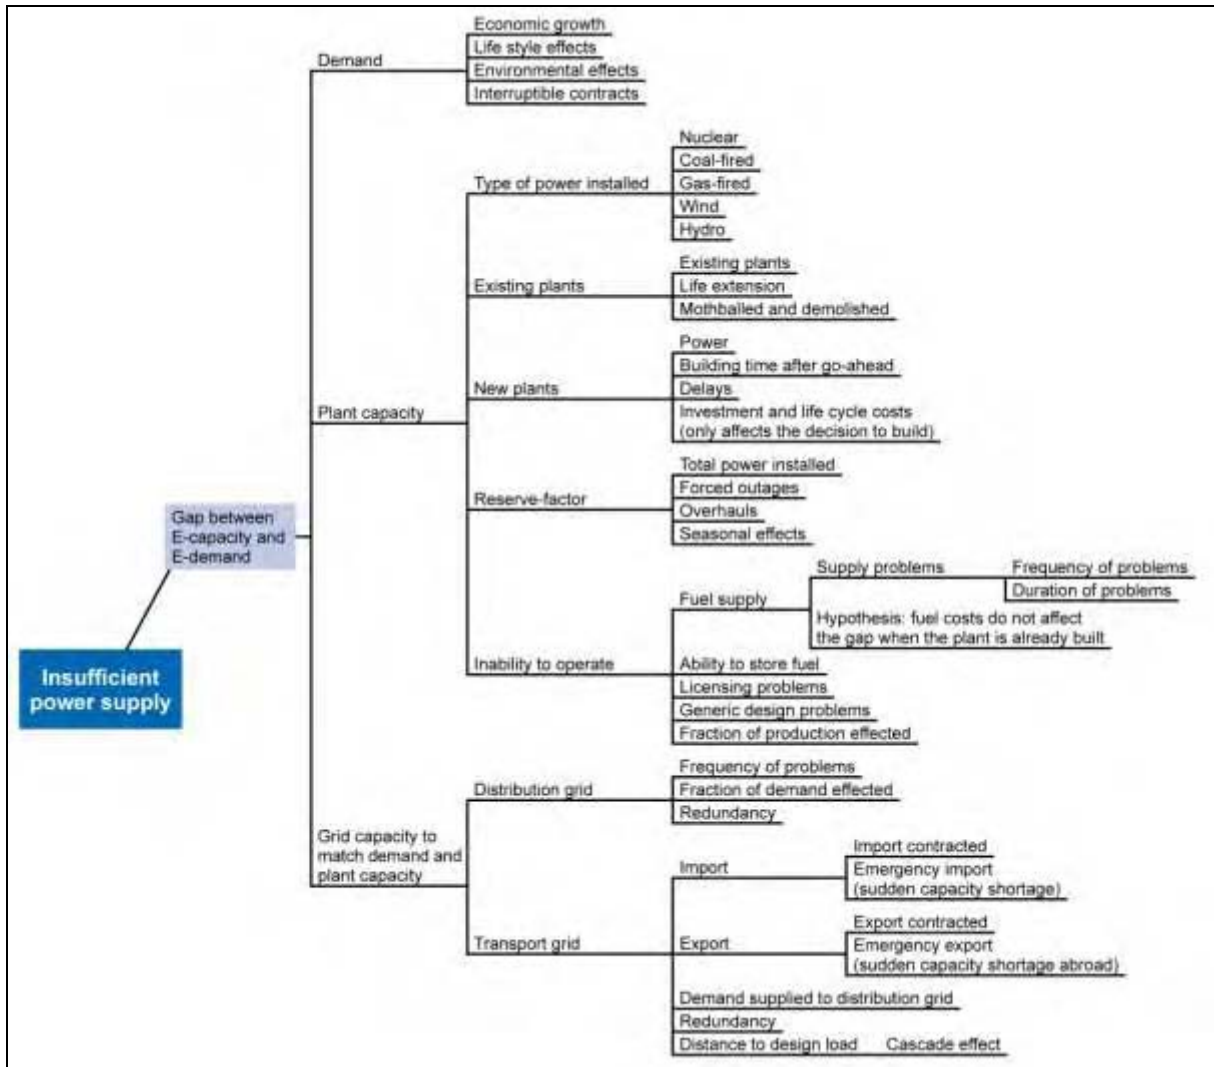 Economic growth
Life style effects
Demand
Environmental effects
Interruptible contracts
Nuclear
Coal-fired
Type of power installed
Gas-fired
Wind
Hydro
Existing plants
Existing plants
Life extension
Mothballed and demolished
Power
Building time after go-ahead
New plants
Delays
Plant capacity
Investment and life cycle costs
(only affects the decision to build)
Total power installed
Reserve-factor
Forced outages
Overhauls
Seasonal effects
Gap between
E-capacity and
E-demand
Supply problems
Frequency of problems
Duration of problems
Fuel supply
Hypothesis: fuel costs do not affect
the gap when the plant is already built
Insufficient
power supply
Inability to operate
Ability to store fuel
Licensing problems
Generic design problems
Fraction of production effected
Frequency of problems
Distribution grid
Fraction of demand effected
Redundancy
Grid capacity to
match demand and
plant capacity
Import contracted
Import
Emergency import
(sudden capacity shortage)
Export contracted
Transport grid
Export
Emergency export
(sudden capacity shortage abroad)
Demand supplied to distribution grid
Redundancy
Distance to design load
Cascade effect